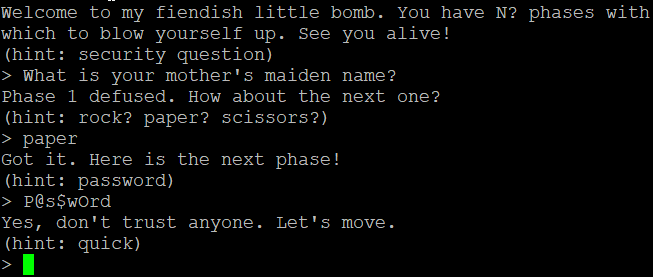 Welcome to my fiendish little bomb. You have N? phases with
which to blow yourself up. See you alive!
(hint: security question)
> What is your mother's maiden name?
Phase 1 defused. How about the next one?
(hint: rock? paper? scissors?)
> paper
Got it. Here is the next phase!
(hint: password)
> P@s$wOrd
Yes, don't trust anyone. Let's move.
(hint: quick)
>